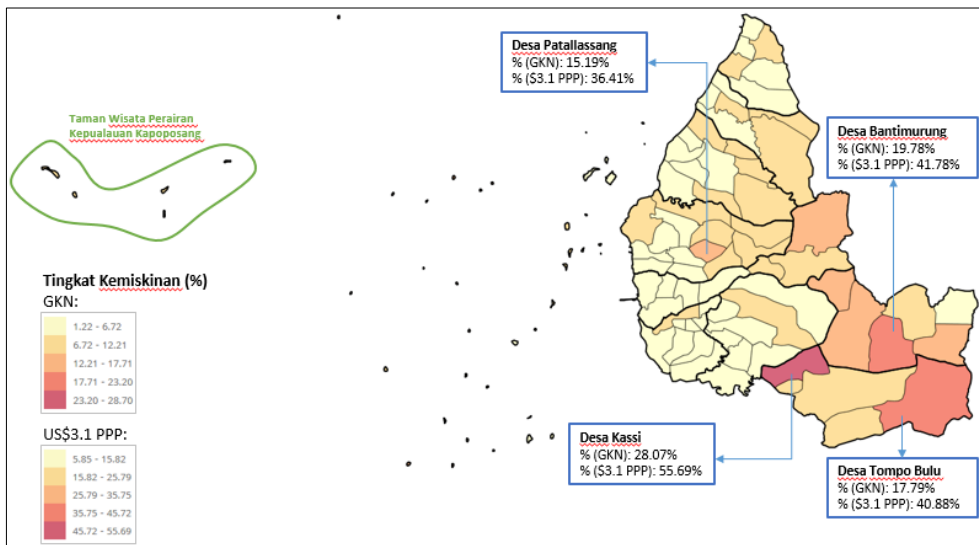 Desa Patallassang
% (GKN): 15.19%
% ($3.1 PPP): 36.41%
Taman Wisata Perairan
Kepualauan Kapoposang
Desa Bantimurung
% (GKN): 19.78%
% ($3.1 PPP): 41.78%
Tingkat Kemiskinan (%)
GKN:
1.22 - 6.72
6.72 - 12.21
12.21 - 17.71
17.71 - 23.20
23.20 - 28.70
US$3.1 PPP:
5.85 - 15.82
15.82 - 25.79
25.79 - 35.75
35.75 - 45.72
45.72 - 55.69
Desa Kassi
% (GKN): 28.07%
% ($3.1 PPP): 55.69%
Desa Tompo Bulu
% (GKN): 17.79%
% ($3.1 PPP): 40.88%